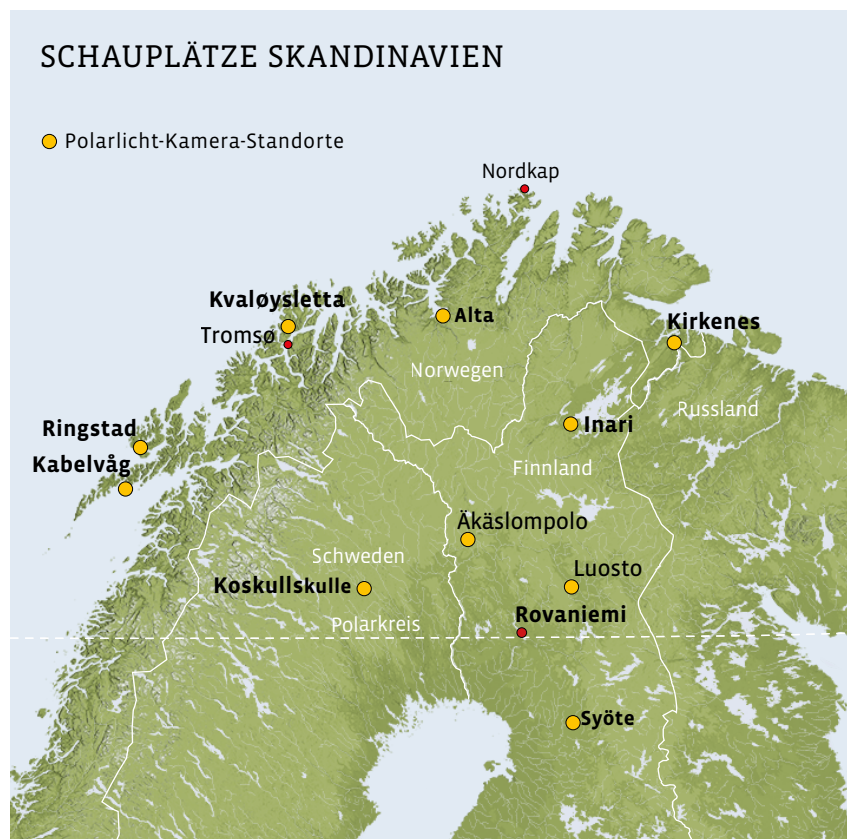 SCHAUPLÄTZE SKANDINAVIEN
Polarlicht-Kamera-Standorte
Nordkap
Kvaløysletta
Alta
Tromsø
Kirkenes
Norwegen
Russland
Ringstad
Inari
Kabelvåg
Finnland
Äkäslompolo
Schweden
Luosto
Koskullskulle
Rovaniemi
Polarkreis
Syöte